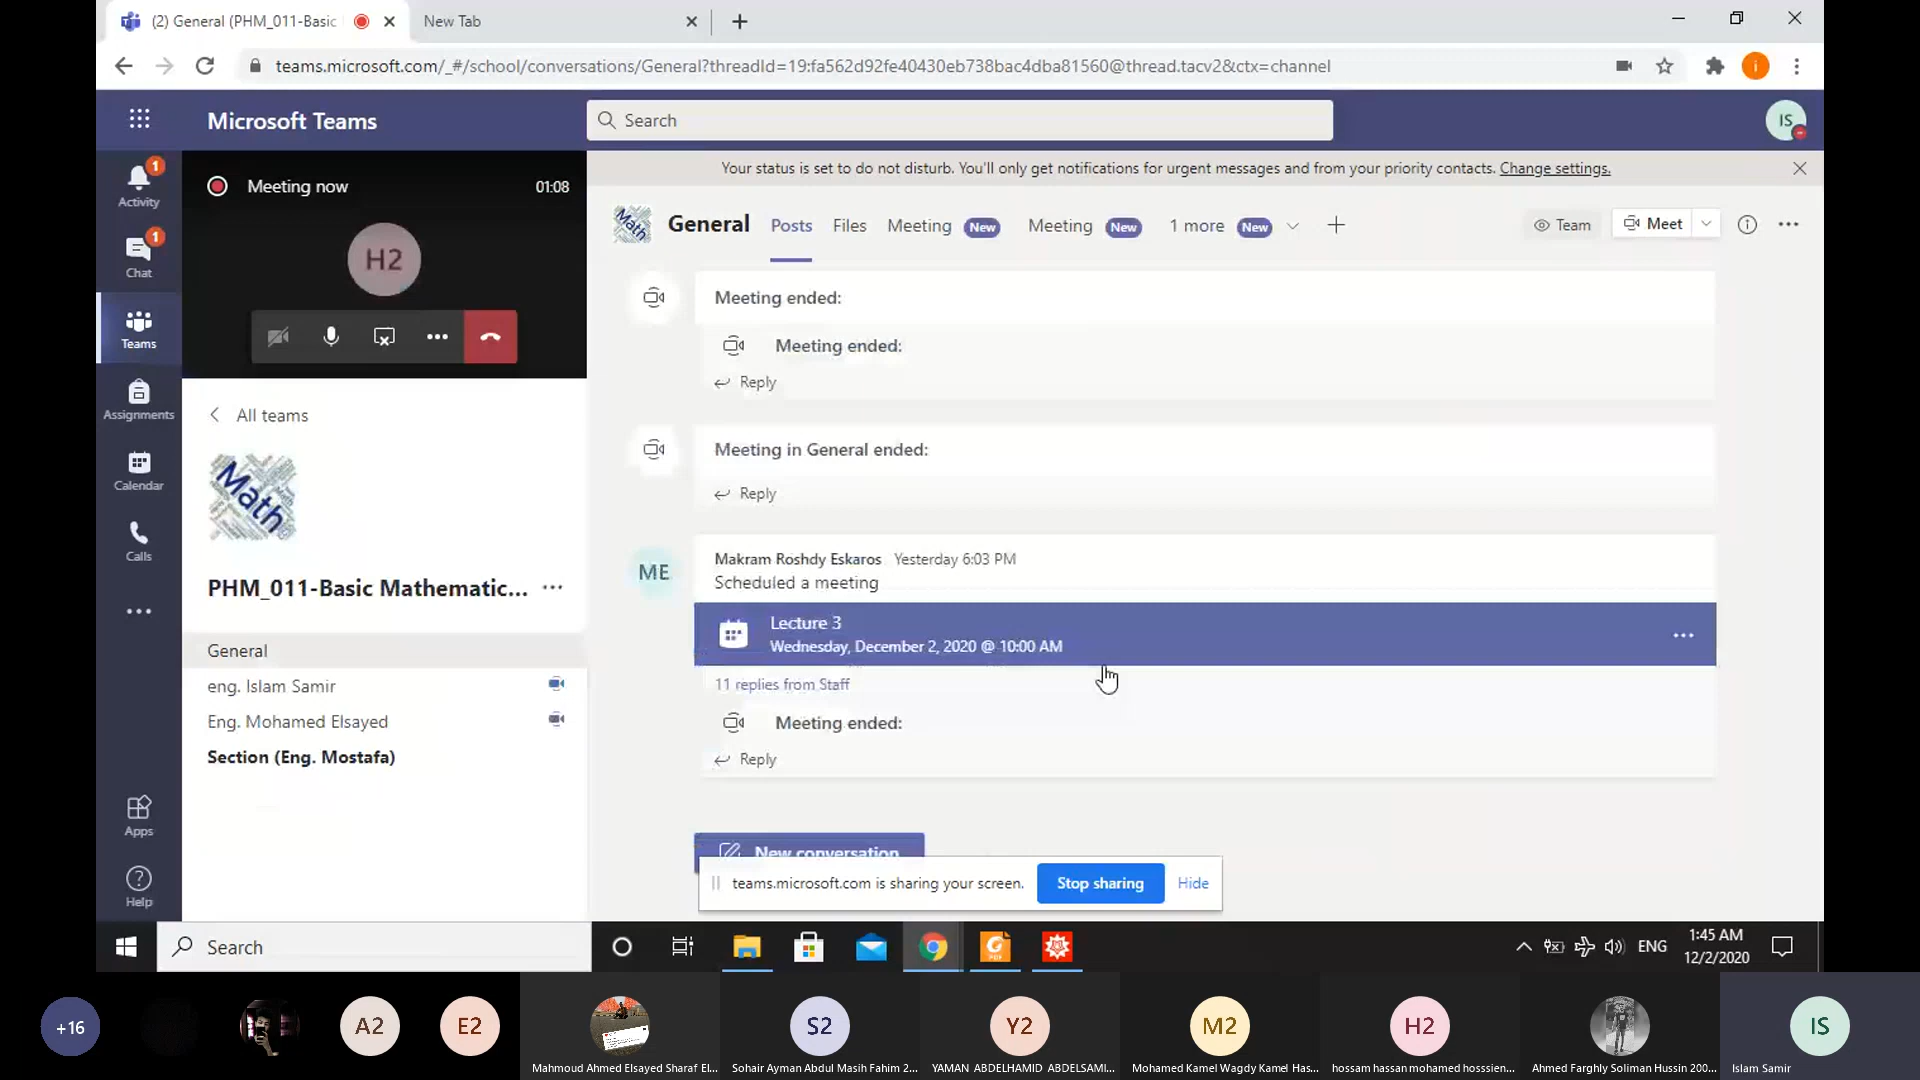 (2) General (PHM_011-Basic
New Tab
teams.microsoft.com/_#/school/conversations/General?threadId=19:fa562d92fe40430eb738bac4dba81560@thread.tacv2&ctx=channel
i
Microsoft Teams
Search
IS
1
Activity
1
Chat
Teams
Assignments
Calendar
Calls
Apps
Help
Meeting now
01:08
H2
All teams
Math
PHM_011-Basic Mathematic...
General
eng. Islam Samir
Eng. Mohamed Elsayed
Section (Eng. Mostafa)
Your status is set to do not disturb. You'll only get notifications for urgent messages and from your priority contacts. Change settings.
Math
General
Posts
Files
Meeting New
Meeting New
1 more New
Team
Meet
Meeting ended:
Meeting ended:
Reply
Meeting in General ended:
Reply
ME
Makram Roshdy Eskaros Yesterday 6:03 PM
Scheduled a meeting
Lecture 3
Wednesday, December 2, 2020 @ 10:00 AM
11 replies from Staff
Meeting ended:
Reply
New conversation
teams.microsoft.com is sharing your screen.
Stop sharing
Hide
Search
ENG
1:45 AM
12/2/2020
+16
A2
E2
S2
Y2
M2
H2
IS
Mahmoud Ahmed Elsayed Sharaf El...
Sohair Ayman Abdul Masih Fahim 2...
YAMAN ABDELHAMID ABDELSAMI...
Mohamed Kamel Wagdy Kamel Has...
hossam hassan mohamed hosssien...
Ahmed Farghly Soliman Hussin 200...
Islam Samir